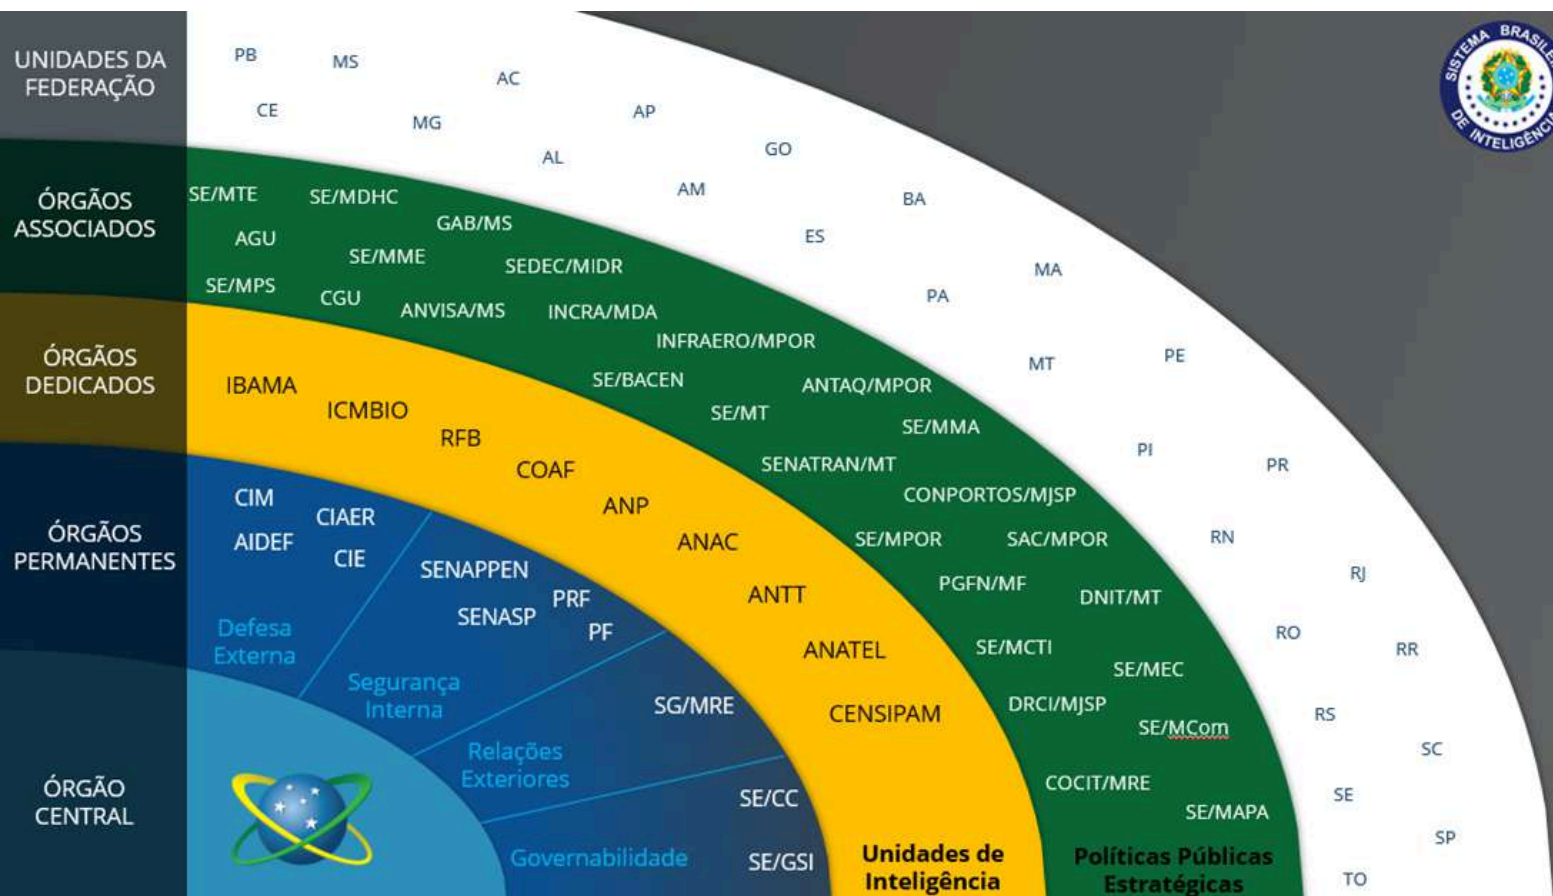 UNIDADES DA
FEDERAÇÃO
PB
MS
AC
CE
MG
AP
AL
GO
AM
BA
ES
MA
PA
MT
PE
PI
PR
RN
RJ
RO
RR
RS
SC
SE
SP
TO
SISTEMA BRASILEI
DE INTELIGÊNCIA
ÓRGÃOS
ASSOCIADOS
SE/MTE
SE/MDHC
GAB/MS
AGU
SE/MME
SEDEC/MIDR
SE/MPS
CGU
ANVISA/MS
INCRA/MDA
INFRAERO/MPOR
SE/BACEN
ANTAQ/MPOR
SE/MT
SE/MMA
SENATRAN/MT
CONPORTOS/MJSP
SE/MPOR
SAC/MPOR
PGFN/MF
DNIT/MT
SE/MCTI
SE/MEC
DRCI/MJSP
SE/MCom
COCIT/MRE
SE/MAPA
Políticas Públicas
Estratégicas
ÓRGÃOS
DEDICADOS
IBAMA
ICMBIO
RFB
COAF
ANP
ANAC
ANTT
ANATEL
CENSIPAM
Unidades de
Inteligência
ÓRGÃOS
PERMANENTES
CIM
CIAER
AIDEF
CIE
Defesa
Externa
SENAPPEN
PRF
SENASP
PF
Segurança
Interna
SG/MRE
Relações
Exteriores
SE/CC
SE/GSI
Governabilidade
ÓRGÃO
CENTRAL